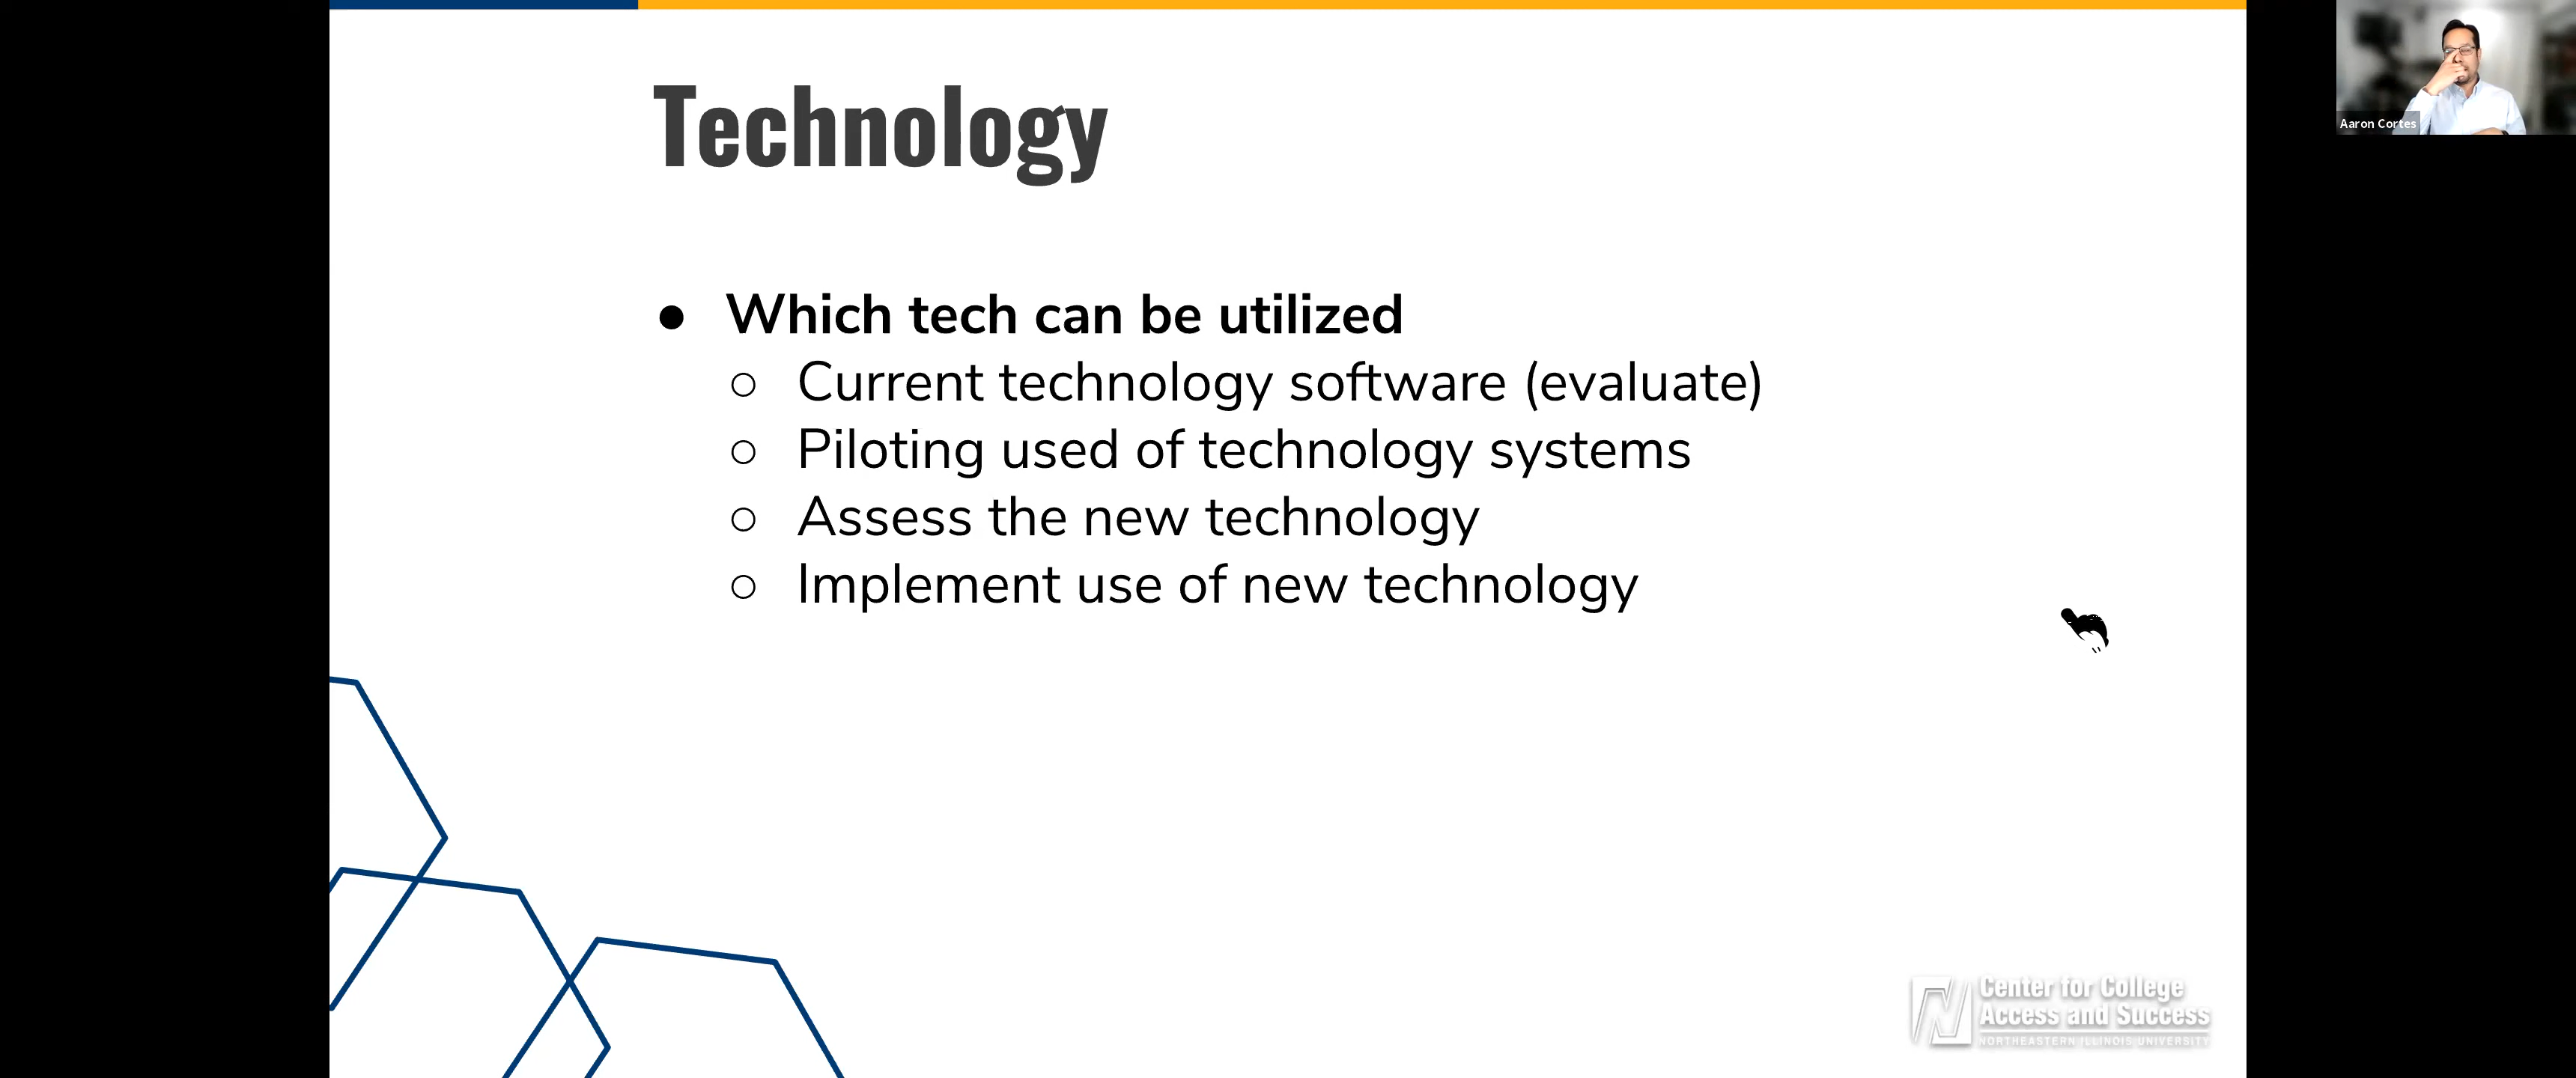 Technology
● Which tech can be utilized
○ Current technology software (evaluate)
○ Piloting used of technology systems
○ Assess the new technology
○ Implement use of new technology
Aaron Cortes
Center for College
Access and Success
NORTHEASTERN ILLINOIS UNIVERSITY